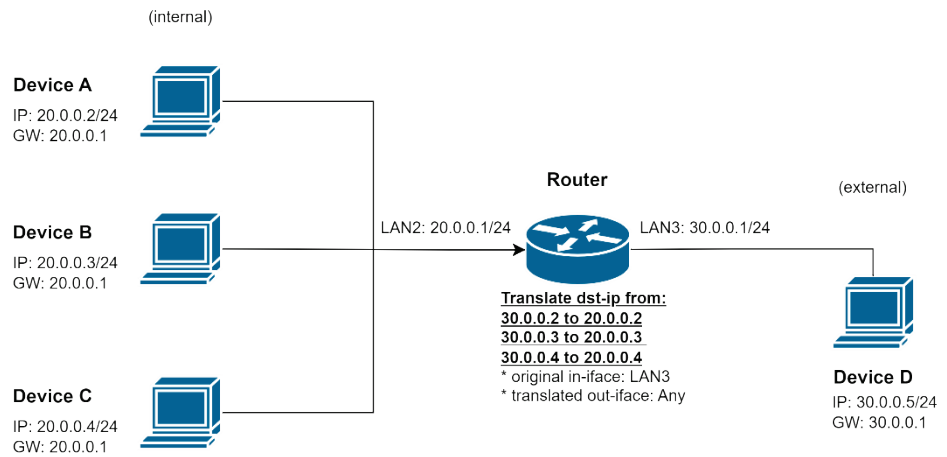 (internal)
Device A
IP: 20.0.0.2/24
GW: 20.0.0.1
Device B
IP: 20.0.0.3/24
GW: 20.0.0.1
Device C
IP: 20.0.0.4/24
GW: 20.0.0.1
LAN2: 20.0.0.1/24
Router
LAN3: 30.0.0.1/24
Translate dst-ip from:
30.0.0.2 to 20.0.0.2
30.0.0.3 to 20.0.0.3
30.0.0.4 to 20.0.0.4
* original in-iface: LAN3
* translated out-iface: Any
(external)
Device D
IP: 30.0.0.5/24
GW: 30.0.0.1